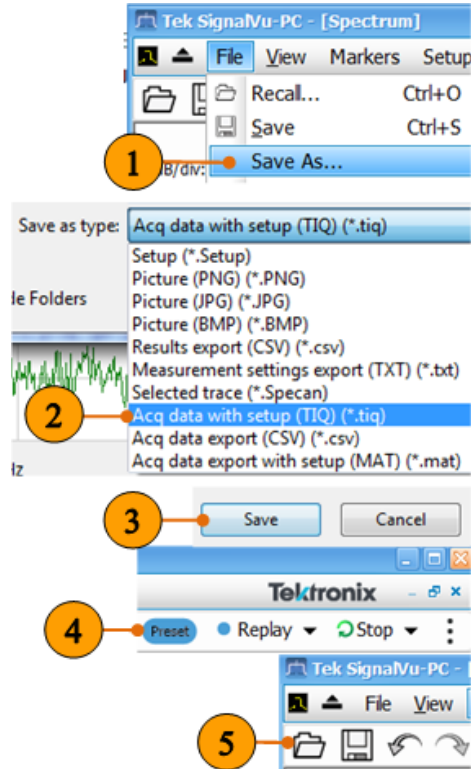 Tek SignalVu-PC - [Spectrum]
File View Markers Setup
Recall... Ctrl+O
Save Ctrl+S
1
Save As...
dB/div:
Save as type: Acq data with setup (TIQ) (*.tiq)
Setup (*.Setup)
Picture (PNG) (*.PNG)
le Folders
Picture (JPG) (*.JPG)
Picture (BMP) (*.BMP)
Results export (CSV) (*.csv)
Measurement settings export (TXT) (*.txt)
Selected trace (*.Specan)
2
Acq data with setup (TIQ) (*.tiq)
Acq data export (CSV) (*.csv)
Hz
Acq data export with setup (MAT) (*.mat)
3
Save Cancel
Tektronix
4
Preset Replay Stop
Tek SignalVu-PC - [
File View
5